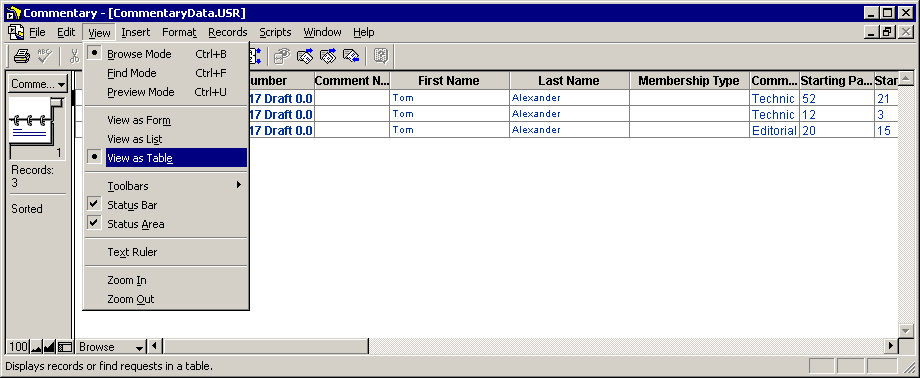 Commentary - [CommentaryData.USR]
File Edit View Insert Format Records Scripts Window Help
Comme...
1
Records:
3
Sorted
Browse Mode Ctrl+B
Find Mode Ctrl+F
Preview Mode Ctrl+U
View as Form
View as List
View as Table
Toolbars
Status Bar
Status Area
Text Ruler
Zoom In
Zoom Out
umber Comment N... First Name Last Name Membership Type Comm... Starting Pa... Star
17 Draft 0.0 Tom Alexander Technic 52 21
17 Draft 0.0 Tom Alexander Technic 12 3
17 Draft 0.0 Tom Alexander Editorial 20 15
100 Browse
Displays records or find requests in a table.